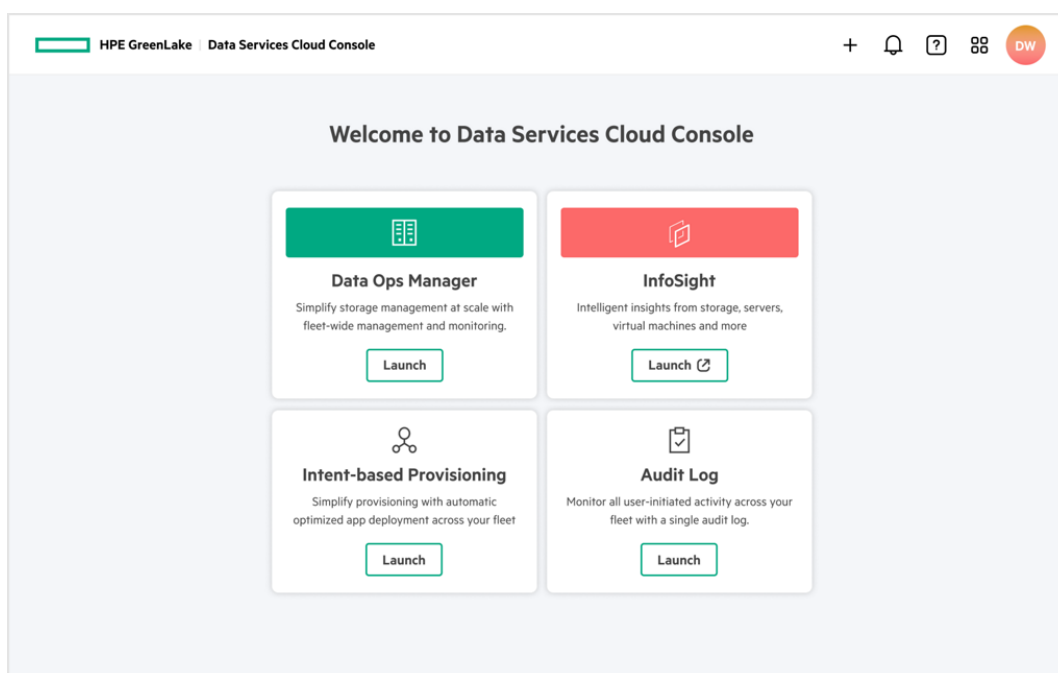 HPE GreenLake | Data Services Cloud Console
DW
Welcome to Data Services Cloud Console
Data Ops Manager
Simplify storage management at scale with
fleet-wide management and monitoring.
Launch
InfoSight
Intelligent insights from storage, servers,
virtual machines and more
Launch
Intent-based Provisioning
Simplify provisioning with automatic
optimized app deployment across your fleet
Launch
Audit Log
Monitor all user-initiated activity across your
fleet with a single audit log.
Launch